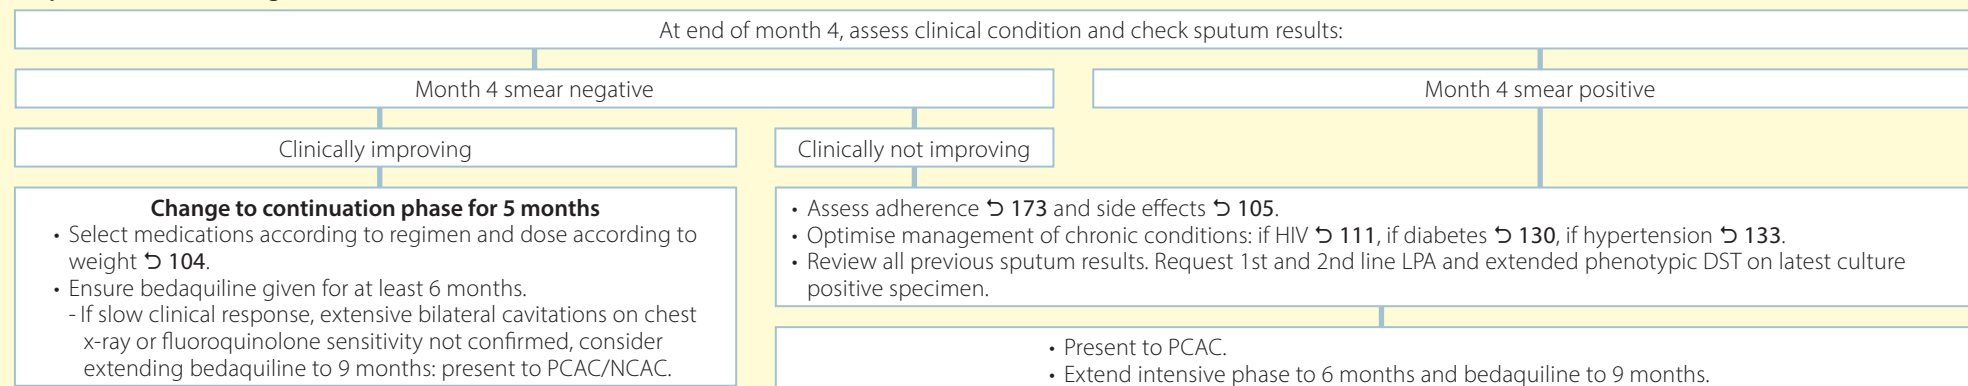 At end of month 4, assess clinical condition and check sputum results:
Month 4 smear negative
Month 4 smear positive
Clinically improving
Clinically not improving
Change to continuation phase for 5 months
• Select medications according to regimen and dose according to
weight ⮌ 104.
• Ensure bedaquiline given for at least 6 months.
- If slow clinical response, extensive bilateral cavitations on chest
x-ray or fluoroquinolone sensitivity not confirmed, consider
extending bedaquiline to 9 months: present to PCAC/NCAC.
• Assess adherence ⮌ 173 and side effects ⮌ 105.
• Optimise management of chronic conditions: if HIV ⮌ 111, if diabetes ⮌ 130, if hypertension ⮌ 133.
• Review all previous sputum results. Request 1st and 2nd line LPA and extended phenotypic DST on latest culture
positive specimen.
• Present to PCAC.
• Extend intensive phase to 6 months and bedaquiline to 9 months.